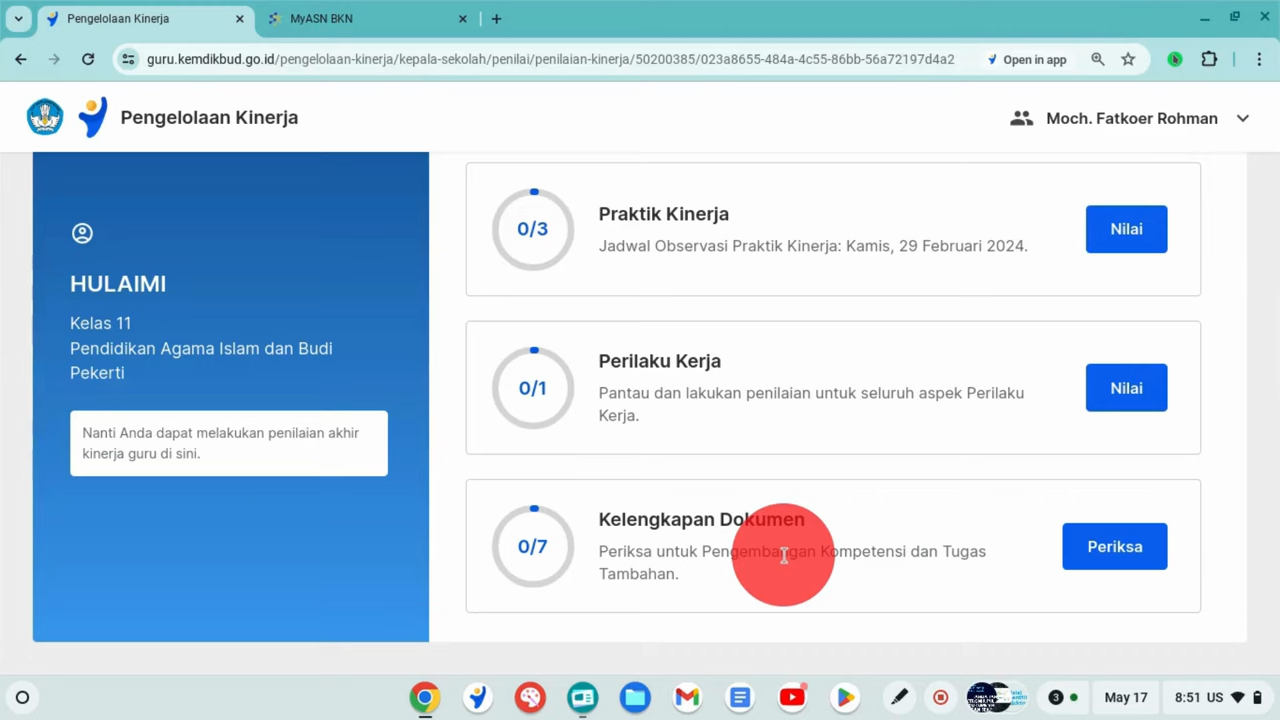 Pengelolaan Kinerja
MyASN BKN
guru.kemdikbud.go.id/pengelolaan-kinerja/kepala-sekolah/penilai/penilaian-kinerja/50200385/023a8655-484a-4c55-86bb-56a72197d4a2
Open in app
Pengelolaan Kinerja
Moch. Fatkoer Rohman
HULAIMI
Kelas 11
Pendidikan Agama Islam dan Budi
Pekerti
Nanti Anda dapat melakukan penilaian akhir
kinerja guru di sini.
0/3
Praktik Kinerja
Jadwal Observasi Praktik Kinerja: Kamis, 29 Februari 2024.
Nilai
0/1
Perilaku Kerja
Pantau dan lakukan penilaian untuk seluruh aspek Perilaku
Kerja.
Nilai
0/7
Kelengkapan Dokumen
Periksa untuk Pengembangan Kompetensi dan Tugas
Tambahan.
Periksa
3
May 17
8:51 US